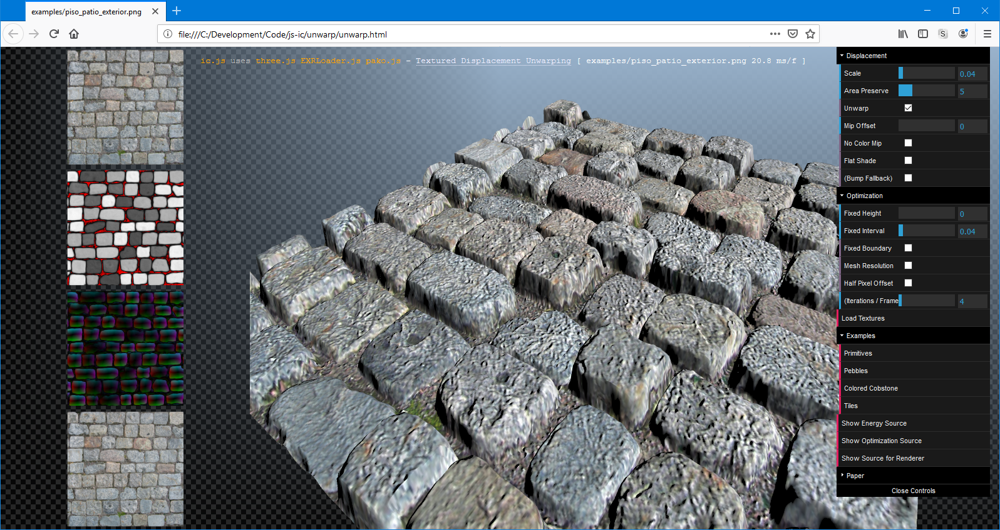 examples/piso_patio_exterior.png
file:///C:/Development/Code/js-ic/unwarp/unwarp.html
S
ic.js uses three.js EXRLoader.js pako.js - Textured Displacement Unwarping [ examples/piso_patio_exterior.png 20.8 ms/f ]
Displacement
Scale 0.04
Area Preserve 5
Unwarp
Mip Offset 0
No Color Mip
Flat Shade
(Bump Fallback)
Optimization
Fixed Height 0
Fixed Interval 0.04
Fixed Boundary
Mesh Resolution
Half Pixel Offset
(Iterations / Frame 4
Load Textures
Examples
Primitives
Pebbles
Colored Cobstone
Tiles
Show Energy Source
Show Optimization Source
Show Source for Renderer
Paper
Close Controls